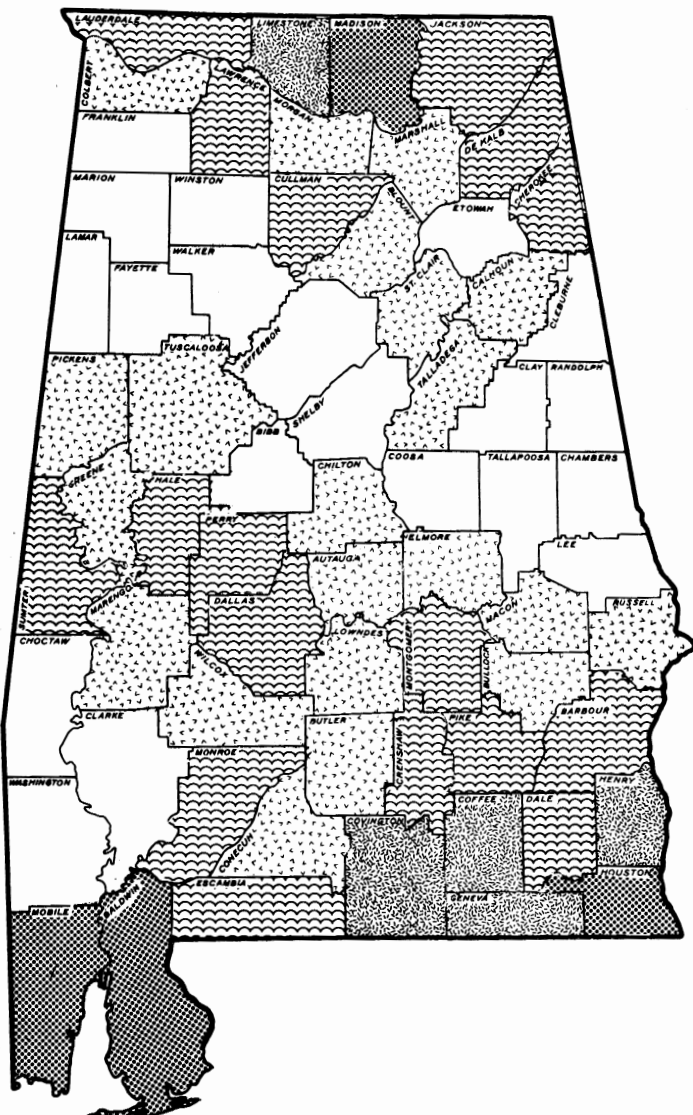 LAUDERDALE
LIMESTONE
MADISON
JACKSON
COLBERT
LAWRENCE
MORGAN
FRANKLIN
MARSHALL
DE KALB
CHEROKEE
MARION
WINSTON
CULLMAN
BLOUNT
ETOWAH
LAMAR
FAYETTE
WALKER
ST. CLAIR
CALHOUN
CLEBURNE
JEFFERSON
TUSCALOOSA
PICKENS
TALLADEGA
CLAY
RANDOLPH
SHELBY
BIBB
GREENE
HALE
CHILTON
COOSA
TALLAPOOSA
CHAMBERS
PERRY
AUTAUGA
ELMORE
LEE
SUMTER
MARENGO
DALLAS
MACON
RUSSELL
CHOCTAW
LOWNDES
MONTGOMERY
BULLOCK
WILCOX
CLARKE
BUTLER
CRENSHAW
PIKE
BARBOUR
MONROE
WASHINGTON
CONECUH
COVINGTON
COFFEE
DALE
HENRY
ESCAMBIA
GENEVA
HOUSTON
MOBILE
BALDWIN